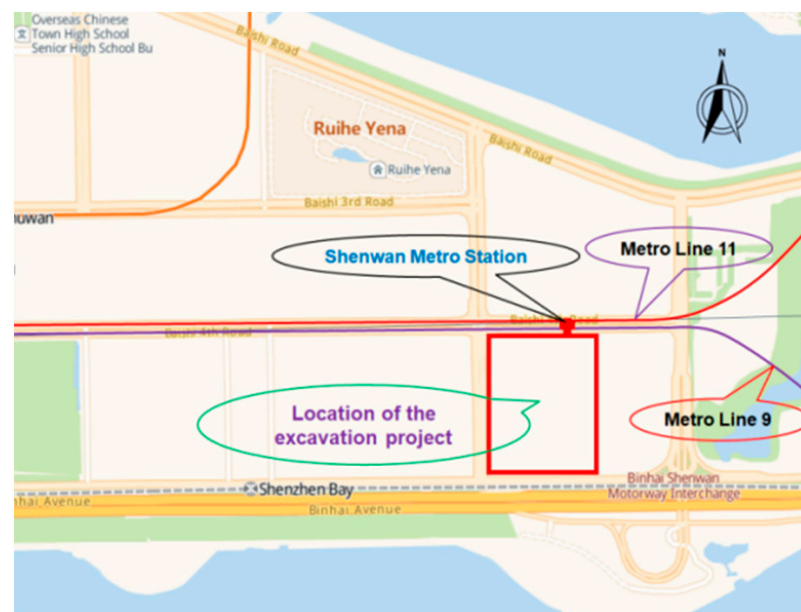 Overseas Chinese
Town High School
Senior High School Bu
Baishi Road
N
Ruihe Yena
Ruihe Yena
Baishi Road
Baishi 3rd Road
Shenwan Metro Station
Metro Line 11
Baishi 4th Road
Road
Location of the
excavation project
Metro Line 9
Shenzhen Bay
Binhai Shenwan
Motorway Interchange
nhai Avenue
Binhai Avenue